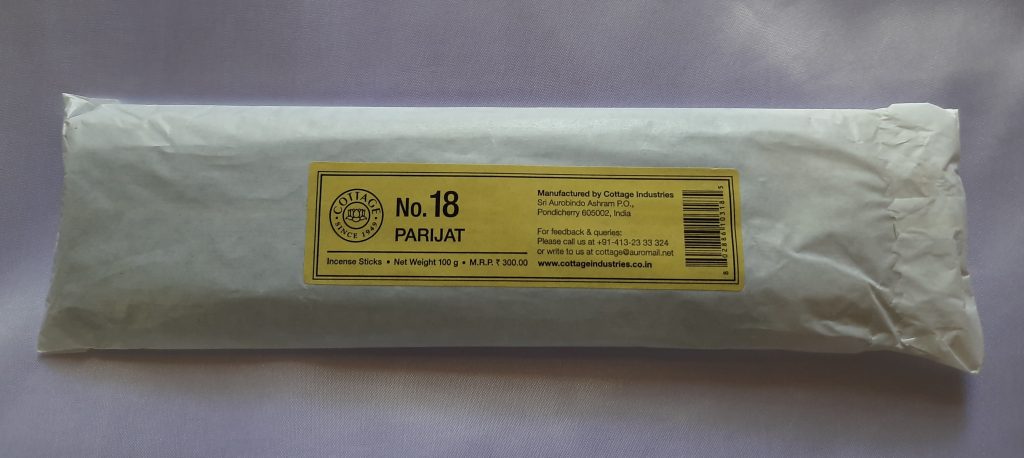 COTTAGE
SINCE 1949
No. 18
PARIJAT
Incense Sticks • Net Weight 100 g • M.R.P. ₹ 300.00
Manufactured by Cottage Industries
Sri Aurobindo Ashram P.O.,
Pondicherry 605002, India
For feedback & queries:
Please call us at +91-413-23 33 324
or write to us at cottage@auromail.net
www.cottageindustries.co.in